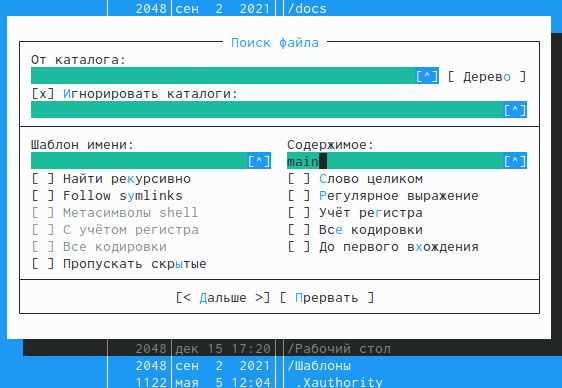 2048 сен 2 2021 /docs
Поиск файла
От каталога:
[^] [ Дерево ]
[x] Игнорировать каталоги:
[^]
Шаблон имени: Содержимое:
[^] main [^]
[ ] Найти рекурсивно [ ] Слово целиком
[ ] Follow symlinks [ ] Регулярное выражение
[ ] Метасимволы shell [ ] Учёт регистра
[ ] С учётом регистра [ ] Все кодировки
[ ] Все кодировки [ ] До первого вхождения
[ ] Пропускать скрытые
[< Дальше >] [ Прервать ]
2048 дек 15 17:20 /Рабочий стол
2048 сен 2 2021 /Шаблоны
1122 мая 5 12:04 .Xauthority